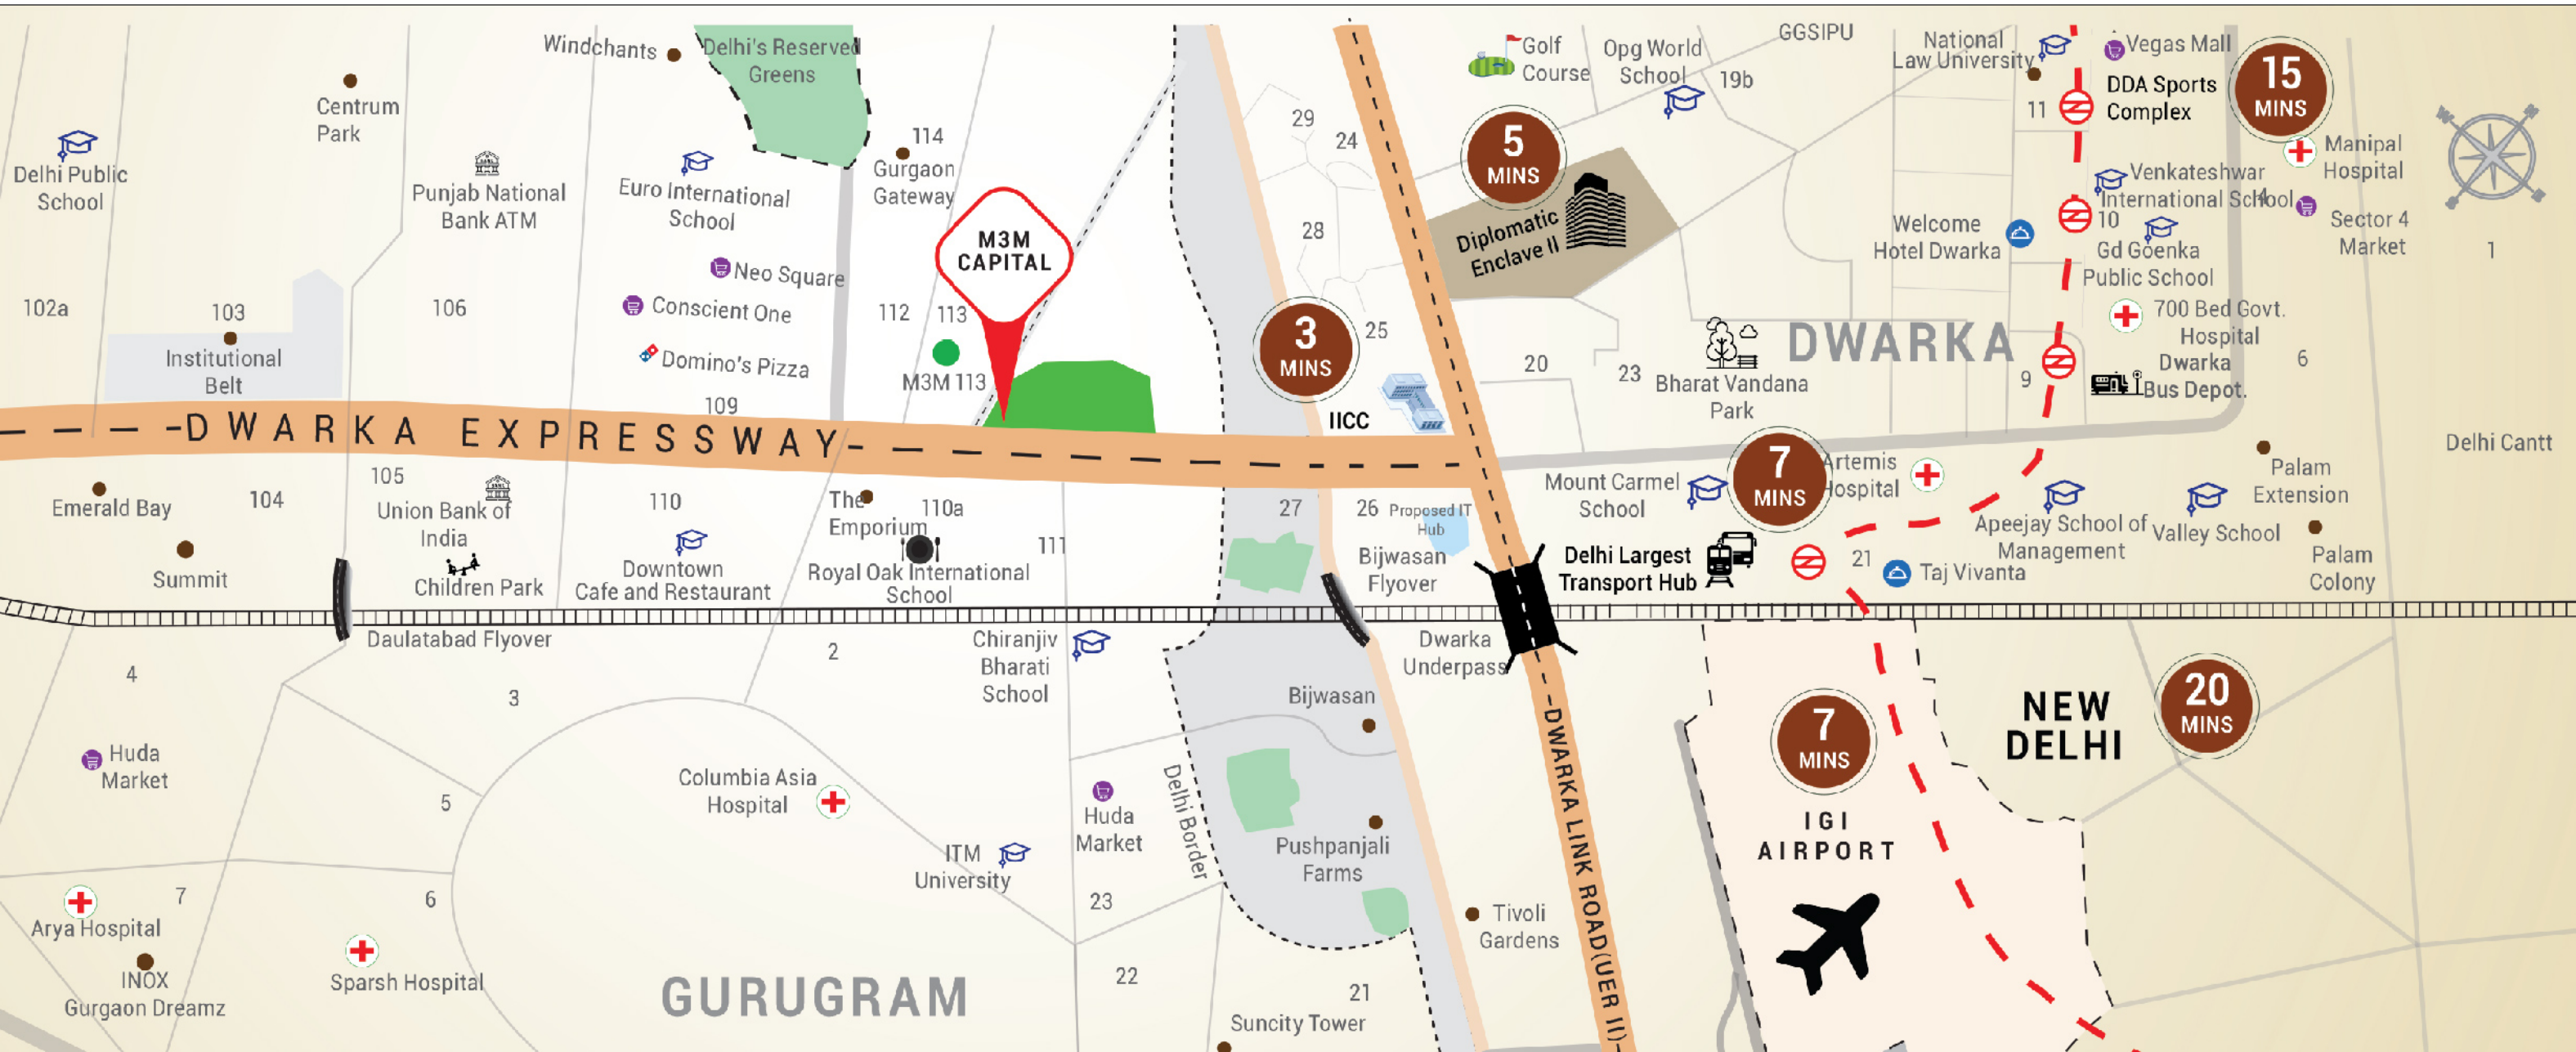 Windchants
Delhi's Reserved
Greens
Golf
Course
Opg World
School
GGSIPU
19b
National
Law University
Vegas Mall
DDA Sports
Complex
11
15
MINS
Manipal
Hospital
Centrum
Park
Delhi Public
School
Punjab National
Bank ATM
Euro International
School
114
Gurgaon
Gateway
M3M
CAPITAL
29
24
28
5
MINS
Diplomatic
Enclave II
Venkateshwar
International School
4
10
Sector 4
Market
Welcome
Hotel Dwarka
Gd Goenka
Public School
1
Neo Square
Conscient One
Domino's Pizza
102a
103
Institutional
Belt
106
112
113
M3M 113
109
3
MINS
25
IICC
20
23
Bharat Vandana
Park
DWARKA
700 Bed Govt.
Hospital
Dwarka
Bus Depot.
9
6
DWARKA EXPRESSWAY
Delhi Cantt
Emerald Bay
104
Summit
105
Union Bank of
India
Children Park
110
Downtown
Cafe and Restaurant
The
Emporium
110a
Royal Oak International
School
111
27
26
Proposed IT
Hub
Bijwasan
Flyover
Mount Carmel
School
7
MINS
Artemis
Hospital
Delhi Largest
Transport Hub
21
Taj Vivanta
Apeejay School of
Management
Valley School
Palam
Extension
Palam
Colony
Daulatabad Flyover
4
3
2
Chiranjiv
Bharati
School
Dwarka
Underpass
Bijwasan
Huda
Market
5
Columbia Asia
Hospital
ITM
University
Huda
Market
Delhi Border
Pushpanjali
Farms
DWARKA LINK ROAD(UER II)
7
MINS
IGI
AIRPORT
NEW
DELHI
20
MINS
7
6
Arya Hospital
INOX
Gurgaon Dreamz
Sparsh Hospital
GURUGRAM
23
22
21
Tivoli
Gardens
Suncity Tower